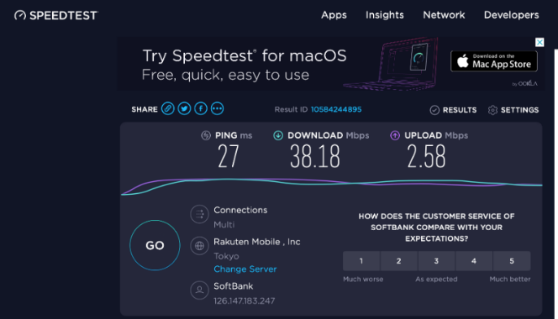 SPEEDTEST
Apps Insights Network Developers
Try Speedtest® for macOS
Free, quick, easy to use
Download on the
Mac App Store
by OOKLA
SHARE
Result ID 10584244895
RESULTS SETTINGS
PING ms DOWNLOAD Mbps UPLOAD Mbps
27 38.18 2.58
GO
Connections
Multi
Rakuten Mobile , Inc
Tokyo
Change Server
SoftBank
126.147.183.247
HOW DOES THE CUSTOMER SERVICE OF
SOFTBANK COMPARE WITH YOUR
EXPECTATIONS?
1 2 3 4 5
Much worse As expected Much better